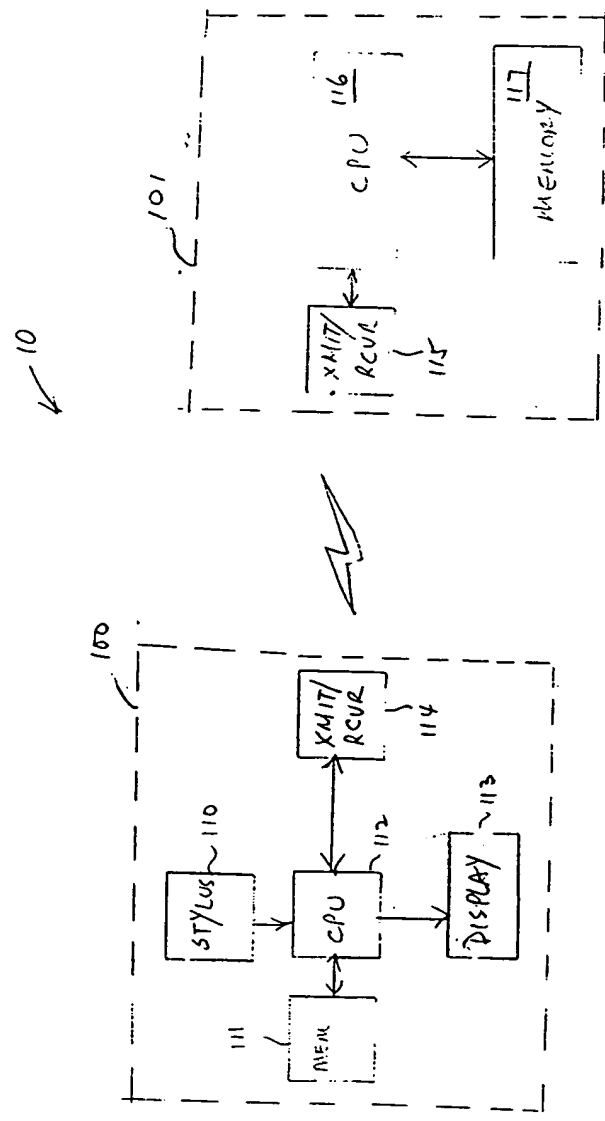 10
100
STYLUS
110
111
MEM
CPU
112
XMIT/
RCVR
114
DISPLAY
113
101
XMIT/
RCVR
115
CPU
116
MEMORY
117